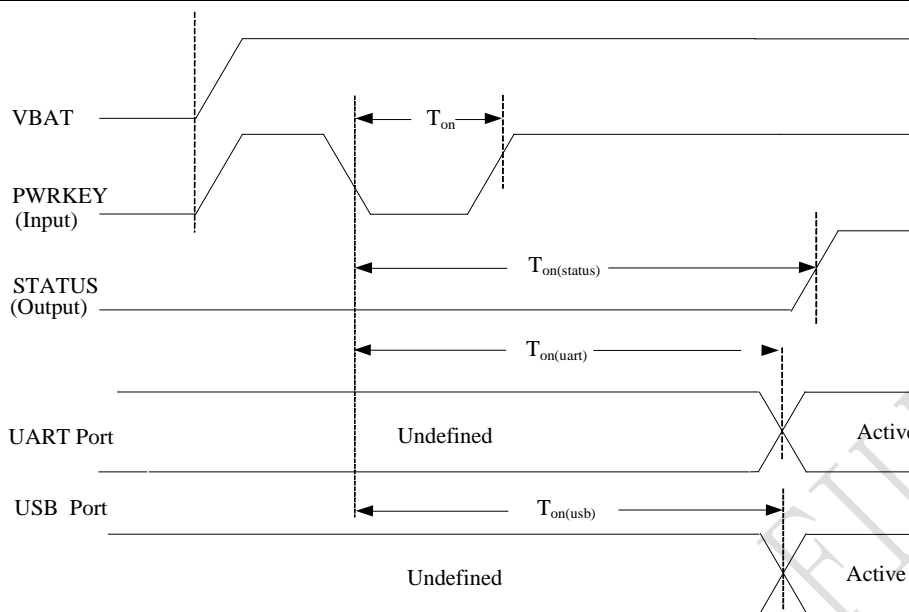 VBAT
Ton
PWRKEY
(Input)
Ton(status)
STATUS
(Output)
Ton(uart)
UART Port
Undefined
Active
USB Port
Ton(usb)
Undefined
Active